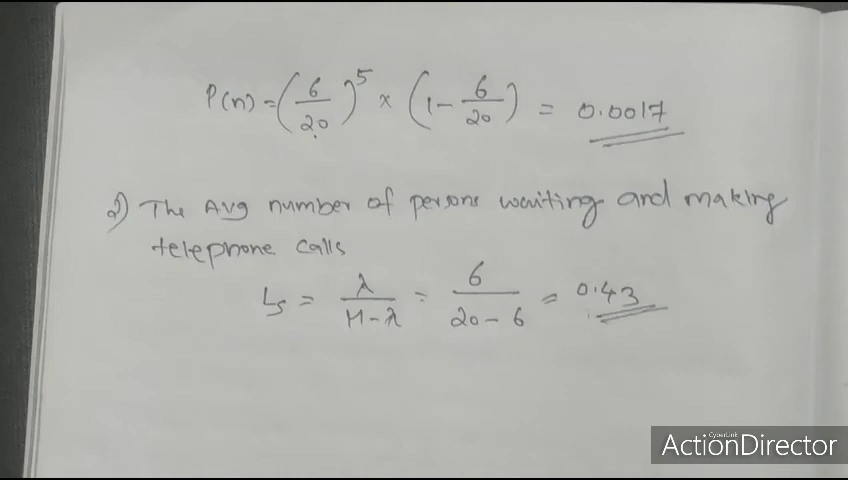 P(n) = (6/20)^5 × (1 - 6/20) = 0.0017
2) The Avg number of persons waiting and making
telephone calls
Ls = λ/(M-λ) = 6/(20-6) = 0.43
CyberLink
ActionDirector